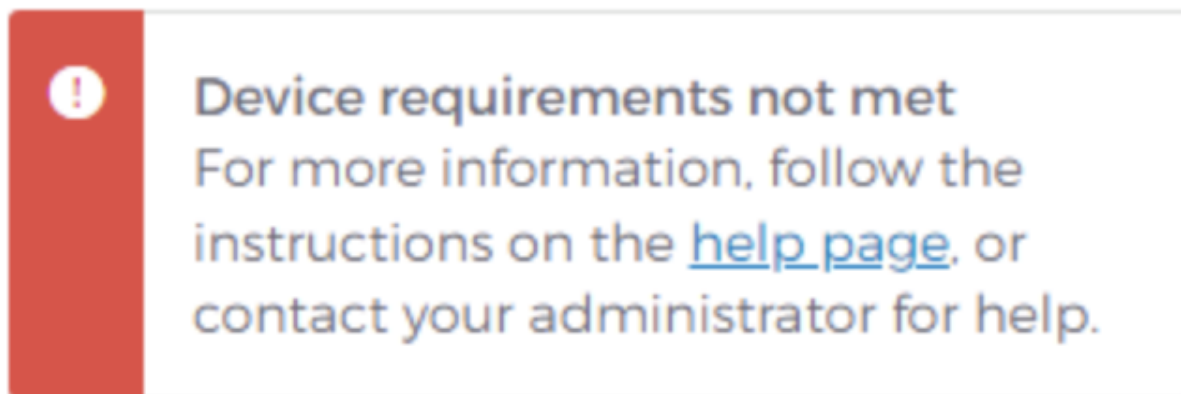 Device requirements not met
For more information, follow the
instructions on the help page, or
contact your administrator for help.